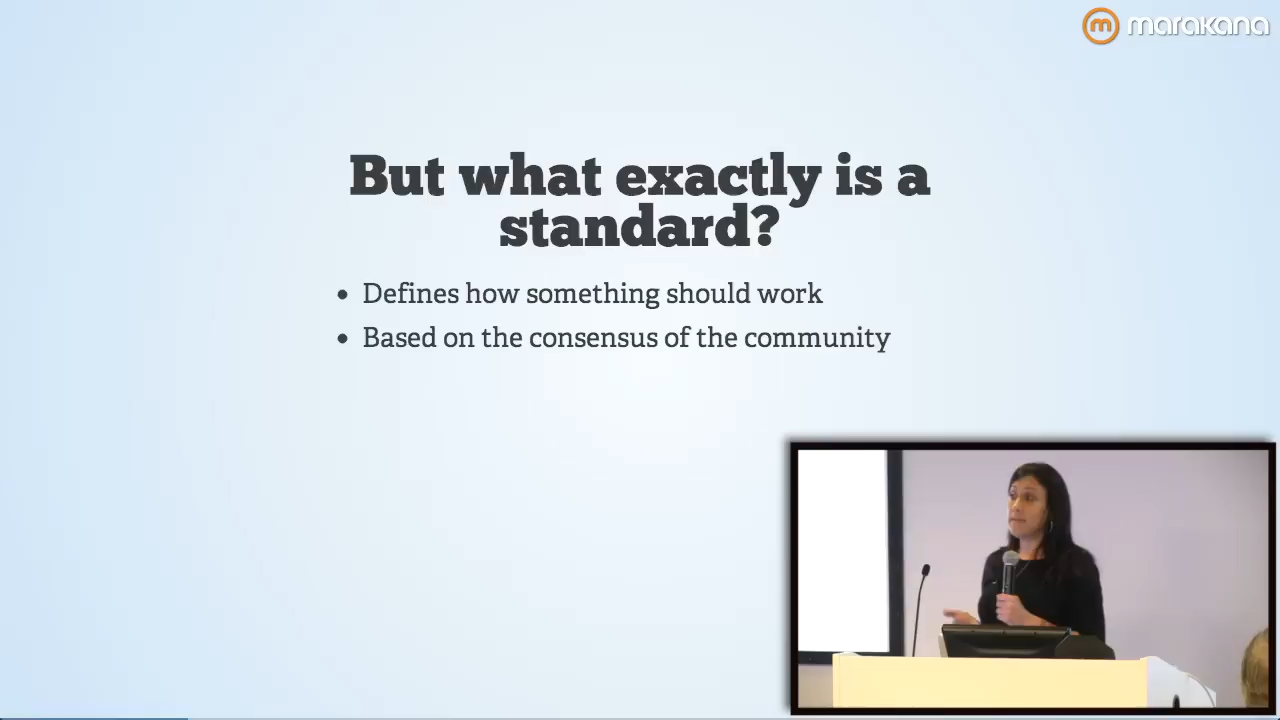 marakana
But what exactly is a
standard?
Defines how something should work
Based on the consensus of the community